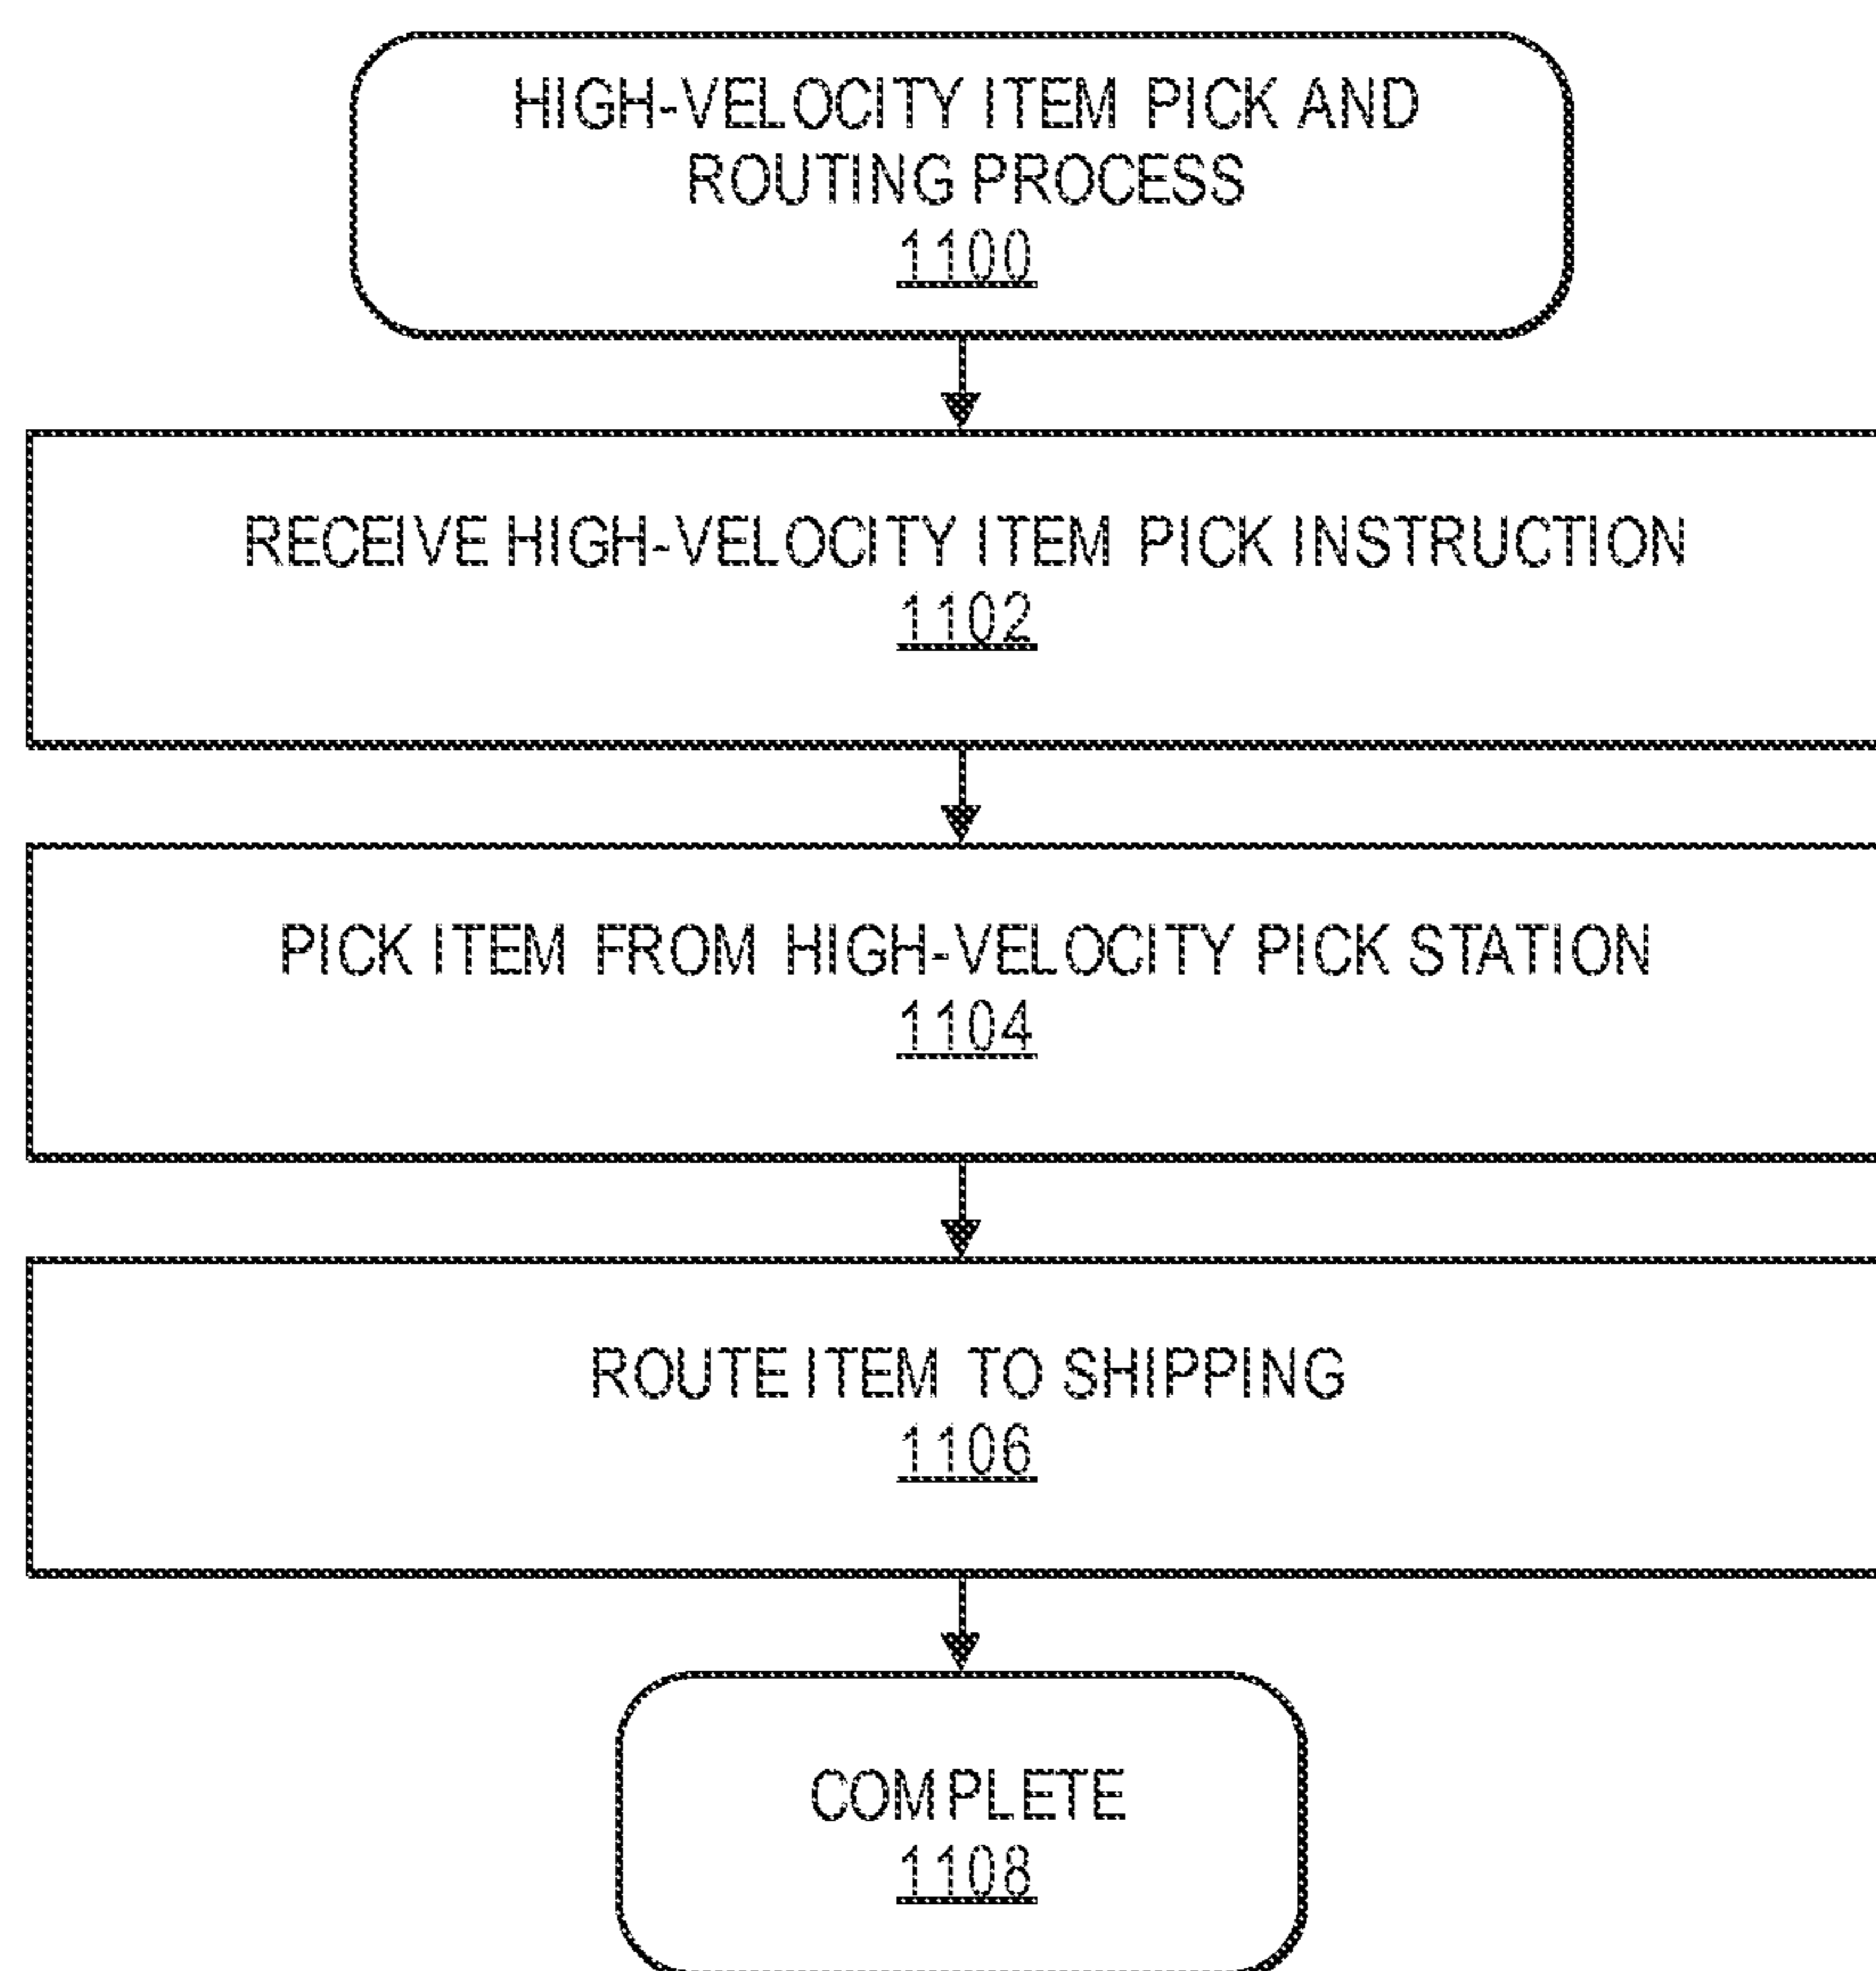 HIGH-VELOCITY ITEM PICK AND
ROUTING PROCESS
1100
RECEIVE HIGH-VELOCITY ITEM PICK INSTRUCTION
1102
PICK ITEM FROM HIGH-VELOCITY PICK STATION
1104
ROUTE ITEM TO SHIPPING
1106
COMPLETE
1108